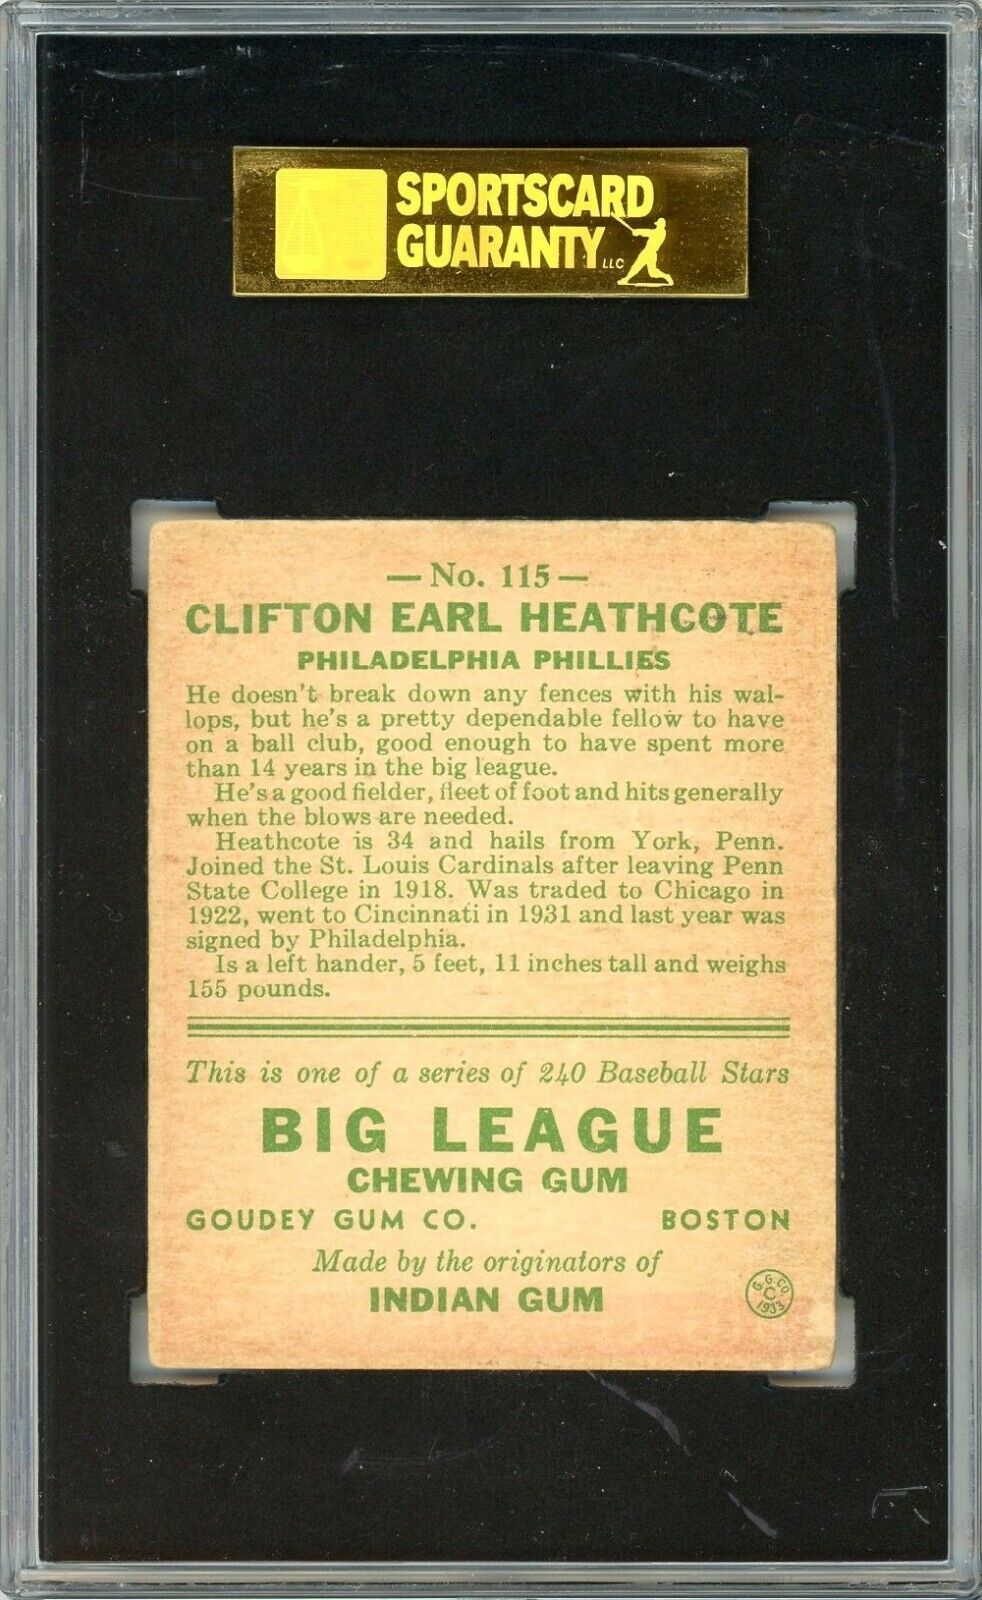 SPORTSCARD
GUARANTY LLC
— No. 115 —
CLIFTON EARL HEATHCOTE
PHILADELPHIA PHILLIES
He doesn't break down any fences with his wal-
lops, but he's a pretty dependable fellow to have
on a ball club, good enough to have spent more
than 14 years in the big league.
He's a good fielder, fleet of foot and hits generally
when the blows are needed.
Heathcote is 34 and hails from York, Penn.
Joined the St. Louis Cardinals after leaving Penn
State College in 1918. Was traded to Chicago in
1922, went to Cincinnati in 1931 and last year was
signed by Philadelphia.
Is a left hander, 5 feet, 11 inches tall and weighs
155 pounds.
This is one of a series of 240 Baseball Stars
BIG LEAGUE
CHEWING GUM
GOUDEY GUM CO. BOSTON
Made by the originators of
INDIAN GUM
G.G.CO.
C
1933